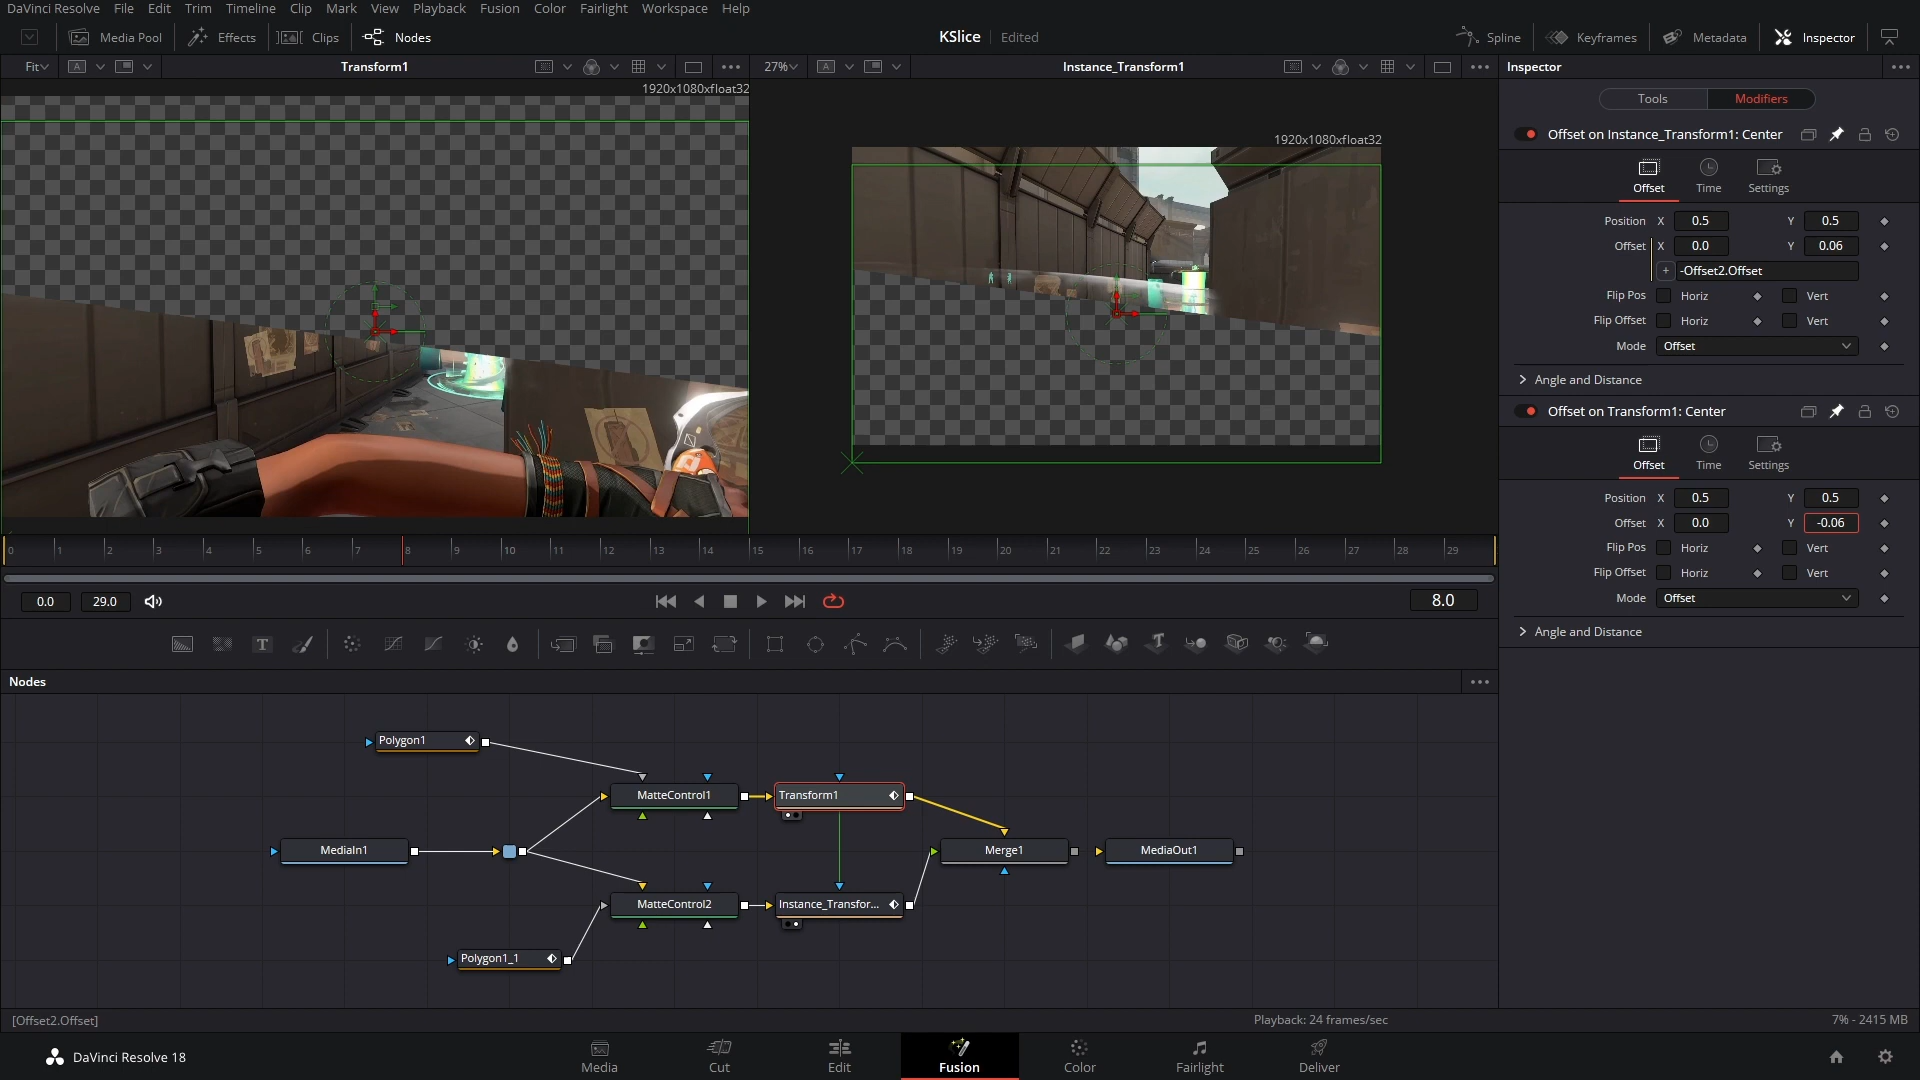 DaVinci Resolve File Edit Trim Timeline Clip Mark View Playback Fusion Color Fairlight Workspace Help
Media Pool Effects Clips Nodes KSlice Edited Spline Keyframes Metadata Inspector
Fit A Transform1 27% A Instance_Transform1 Inspector
1920x1080xfloat32
1920x1080xfloat32
Tools Modifiers
Offset on Instance_Transform1: Center
Offset Time Settings
Position X 0.5 Y 0.5
Offset X 0.0 Y 0.06
+ -Offset2.Offset
Flip Pos Horiz Vert
Flip Offset Horiz Vert
Mode Offset
Angle and Distance
Offset on Transform1: Center
Offset Time Settings
Position X 0.5 Y 0.5
Offset X 0.0 Y -0.06
Flip Pos Horiz Vert
Flip Offset Horiz Vert
Mode Offset
Angle and Distance
0 1 2 3 4 5 6 7 8 9 10 11 12 13 14 15 16 17 18 19 20 21 22 23 24 25 26 27 28 29
0.0 29.0 8.0
T
Nodes
Polygon1
MatteControl1 Transform1
MediaIn1 Merge1 MediaOut1
MatteControl2 Instance_Transfor...
Polygon1_1
[Offset2.Offset] Playback: 24 frames/sec 7% - 2415 MB
DaVinci Resolve 18 Media Cut Edit Fusion Color Fairlight Deliver